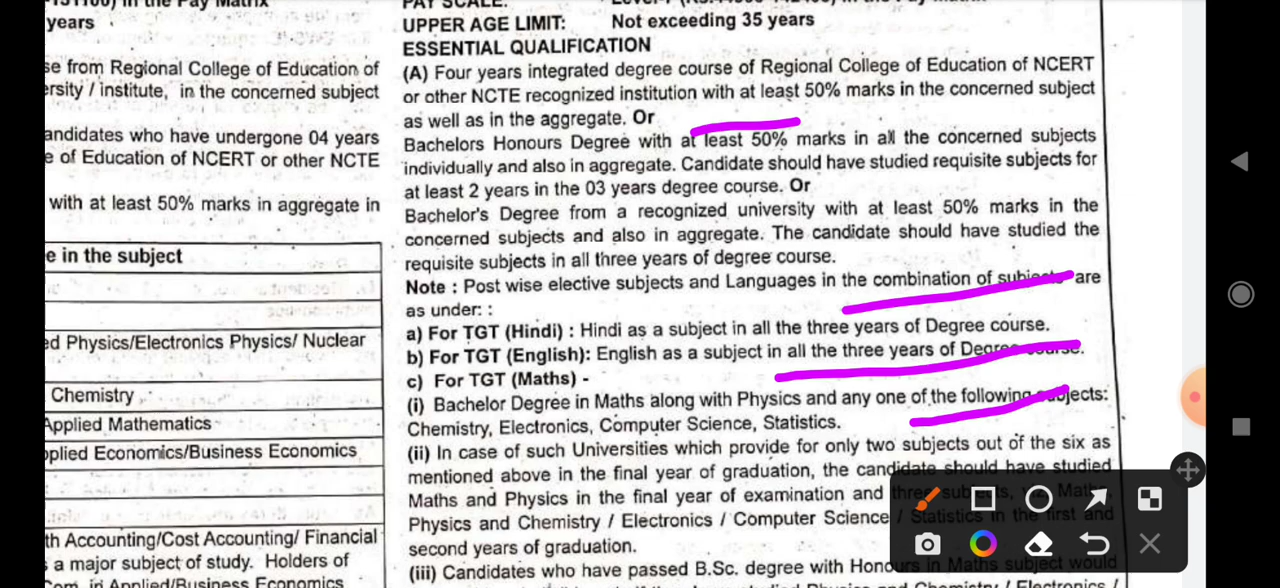 years
se from Regional College of Education of
ersity / institute, in the concerned subject
andidates who have undergone 04 years
e of Education of NCERT or other NCTE
with at least 50% marks in aggregate in
e in the subject
ed Physics/Electronics Physics/ Nuclear
Chemistry
Applied Mathematics
pplied Economics/Business Economics
th Accounting/Cost Accounting/ Financial
a major subject of study. Holders of
in Applied/Business Economics
PAY SCALE:
UPPER AGE LIMIT: Not exceeding 35 years
ESSENTIAL QUALIFICATION
(A) Four years integrated degree course of Regional College of Education of NCERT
or other NCTE recognized institution with at least 50% marks in the concerned subject
as well as in the aggregate. Or
Bachelors Honours Degree with at least 50% marks in all the concerned subjects
individually and also in aggregate. Candidate should have studied requisite subjects for
at least 2 years in the 03 years degree course. Or
Bachelor's Degree from a recognized university with at least 50% marks in the
concerned subjects and also in aggregate. The candidate should have studied the
requisite subjects in all three years of degree course.
Note : Post wise elective subjects and Languages in the combination of subjects are
as under: :
a) For TGT (Hindi) : Hindi as a subject in all the three years of Degree course.
b) For TGT (English): English as a subject in all the three years of Degree course.
c) For TGT (Maths) -
(i) Bachelor Degree in Maths along with Physics and any one of the following subjects:
Chemistry, Electronics, Computer Science, Statistics.
(ii) In case of such Universities which provide for only two subjects out of the six as
mentioned above in the final year of graduation, the candidate should have studied
Maths and Physics in the final year of examination and three subjects, viz, Maths,
Physics and Chemistry / Electronics / Computer Science / Statistics in the first and
second years of graduation.
(iii) Candidates who have passed B.Sc. degree with Honours in Maths subject would